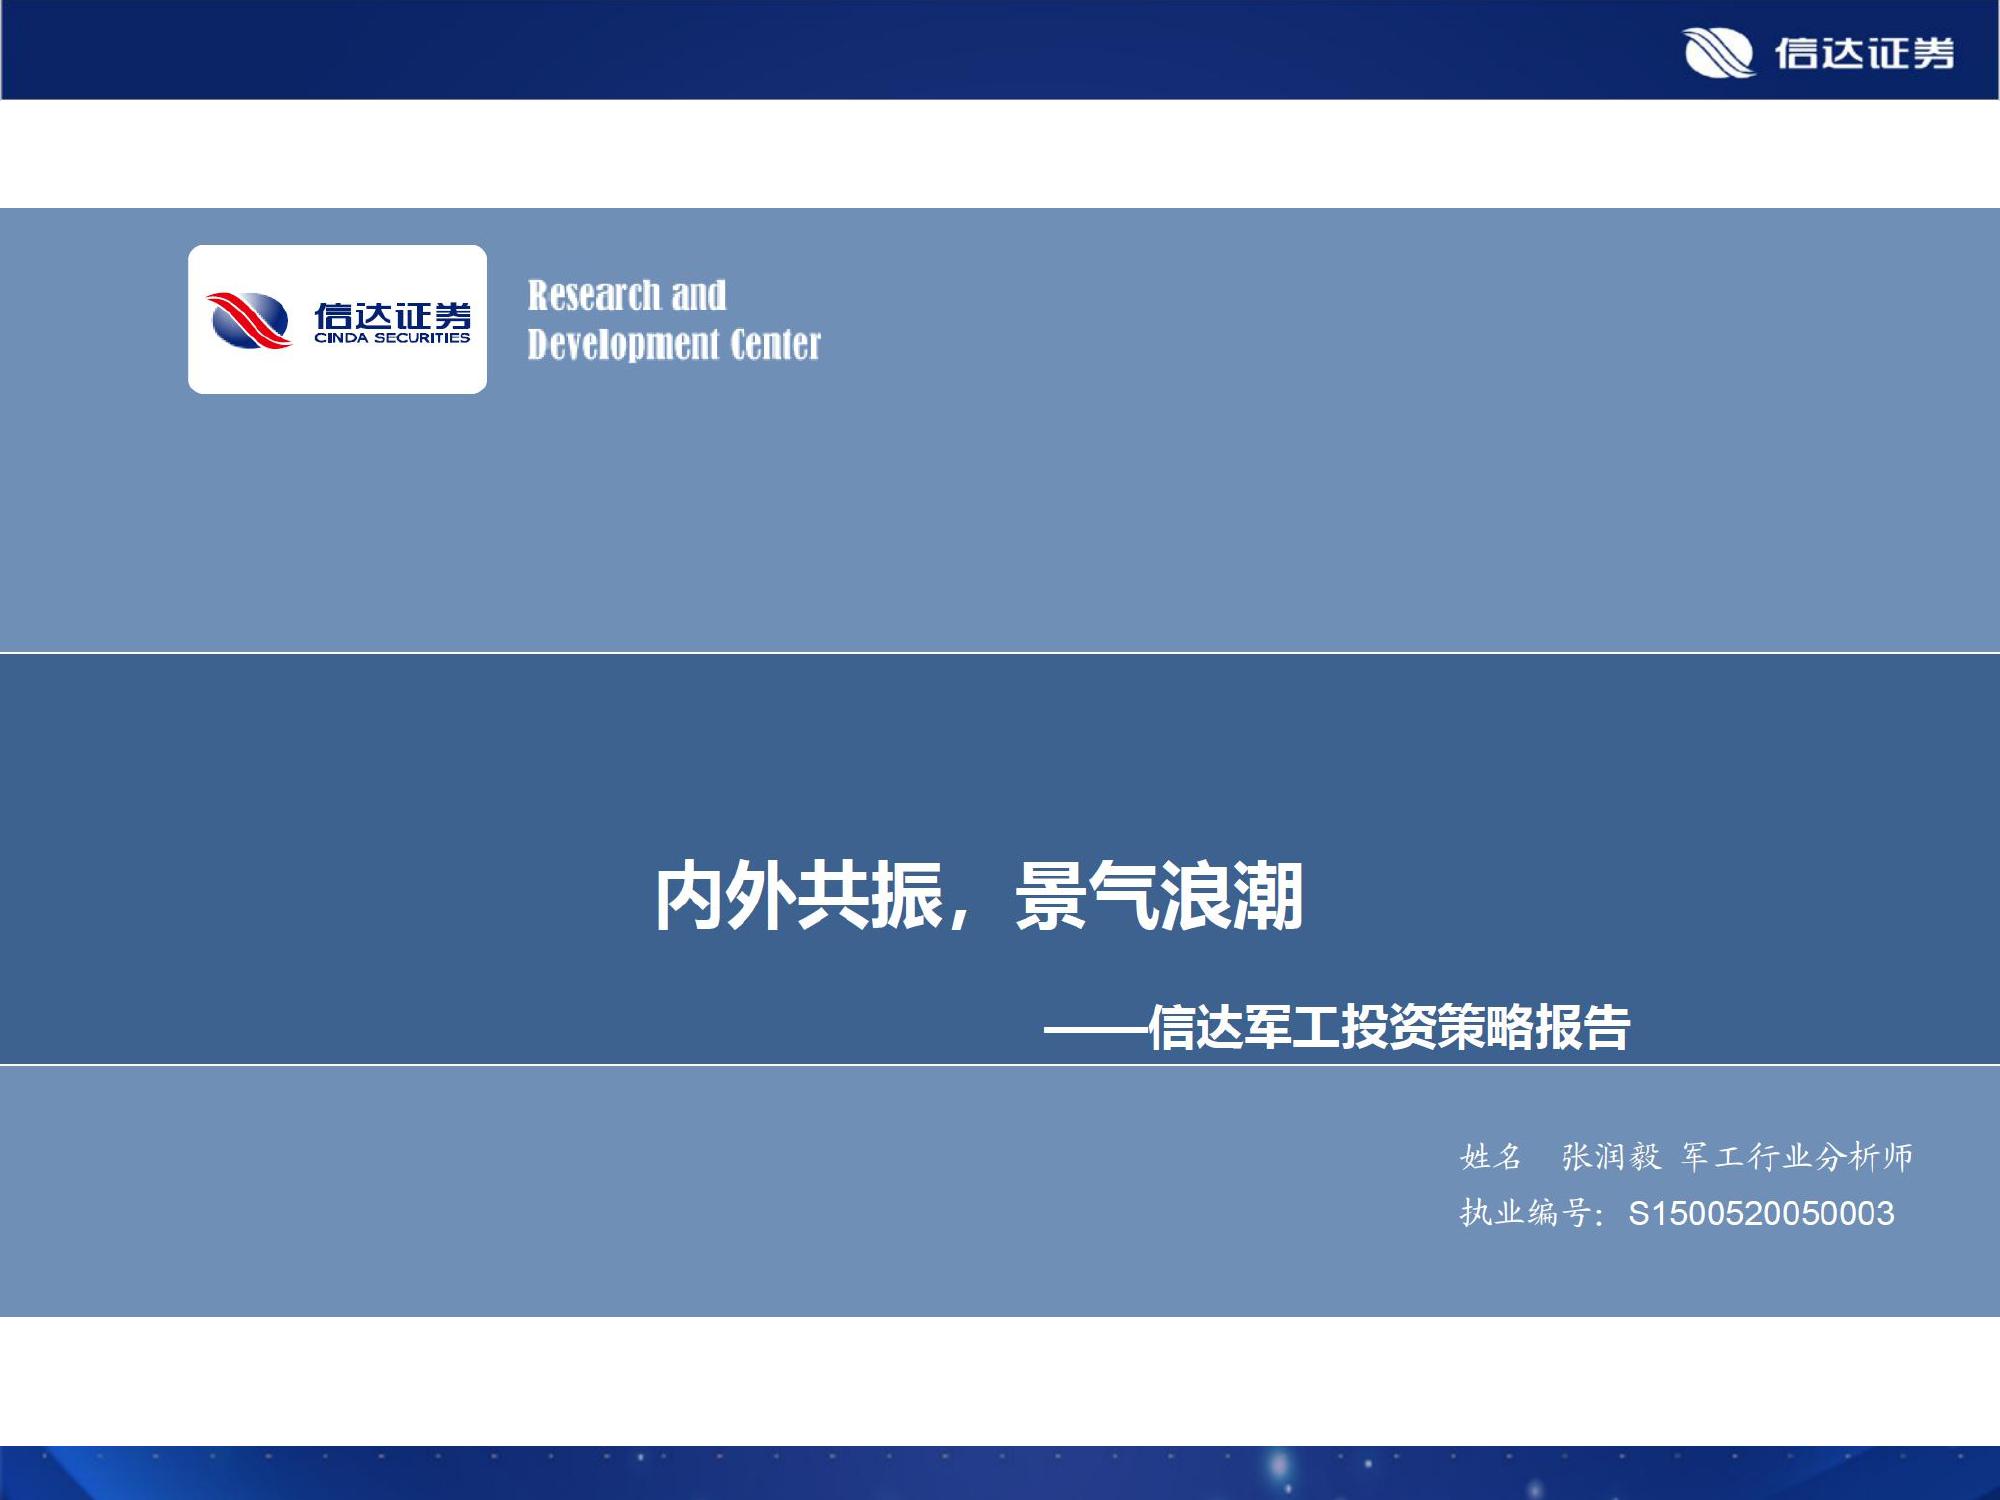 信达证券
信达证券
CINDA SECURITIES
Research and
Development Center
内外共振，景气浪潮
——信达军工投资策略报告
姓名 张润毅 军工行业分析师
执业编号：S1500520050003